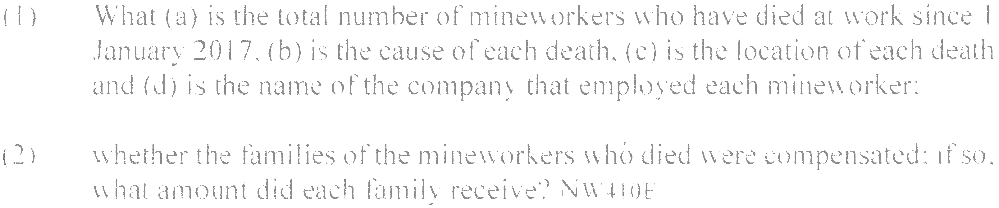 (1) What (a) is the total number of mineworkers who have died at work since 1
January 2017, (b) is the cause of each death, (c) is the location of each death
and (d) is the name of the company that employed each mineworker;
(2) whether the families of the mineworkers who died were compensated; if so,
what amount did each family receive? NW410E